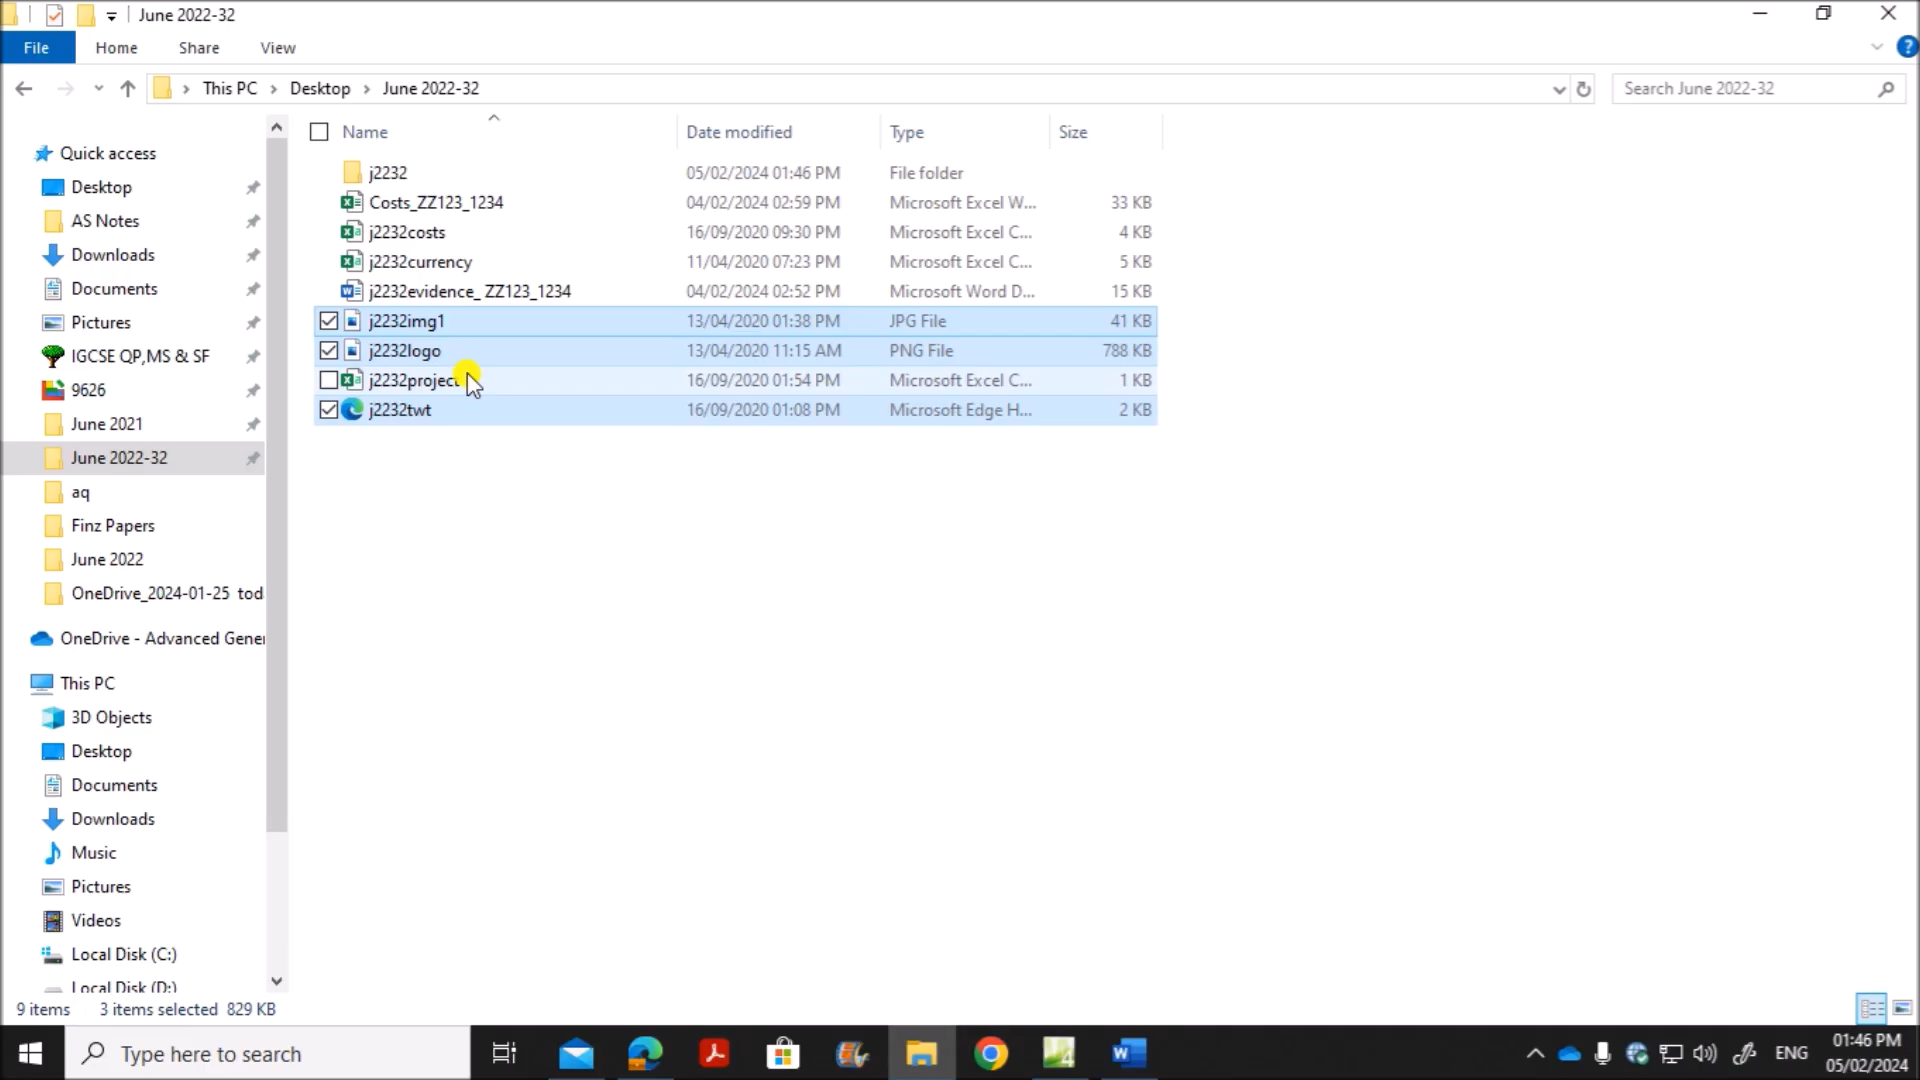 June 2022-32
File Home Share View
This PC Desktop June 2022-32 Search June 2022-32
Name Date modified Type Size
j2232 05/02/2024 01:46 PM File folder
Costs_ZZ123_1234 04/02/2024 02:59 PM Microsoft Excel W... 33 KB
j2232costs 16/09/2020 09:30 PM Microsoft Excel C... 4 KB
j2232currency 11/04/2020 07:23 PM Microsoft Excel C... 5 KB
j2232evidence_ ZZ123_1234 04/02/2024 02:52 PM Microsoft Word D... 15 KB
j2232img1 13/04/2020 01:38 PM JPG File 41 KB
j2232logo 13/04/2020 11:15 AM PNG File 788 KB
j2232project 16/09/2020 01:54 PM Microsoft Excel C... 1 KB
j2232twt 16/09/2020 01:08 PM Microsoft Edge H... 2 KB
Quick access
Desktop
AS Notes
Downloads
Documents
Pictures
IGCSE QP,MS & SF
9626
June 2021
June 2022-32
aq
Finz Papers
June 2022
OneDrive_2024-01-25 tod
OneDrive - Advanced Gener
This PC
3D Objects
Desktop
Documents
Downloads
Music
Pictures
Videos
Local Disk (C:)
Local Disk (D:)
9 items 3 items selected 829 KB
Type here to search
ENG
01:46 PM
05/02/2024